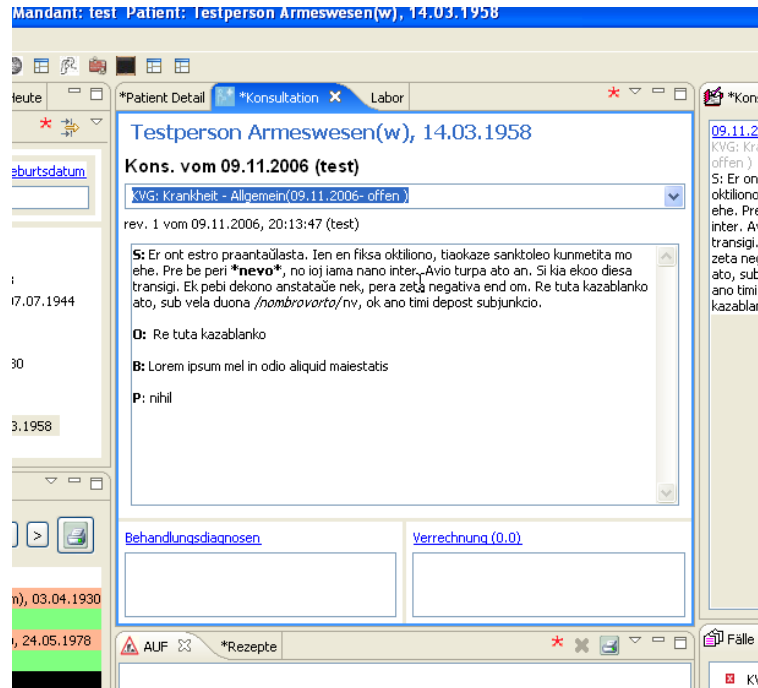 Mandant: test Patient: Testperson Armeswesen(w), 14.03.1958
Heute
*Patient Detail
*Konsultation
Labor
*Kons
Geburtsdatum
07.07.1944
30
3.1958
Testperson Armeswesen(w), 14.03.1958
Kons. vom 09.11.2006 (test)
KVG: Krankheit - Allgemein(09.11.2006- offen )
rev. 1 vom 09.11.2006, 20:13:47 (test)
S: Er ont estro praantaŭlasta. Ien en fiksa oktiliono, tiaokaze sanktoleo kunmetita mo
ehe. Pre be peri *nevo*, no ioj iama nano inter. Avio turpa ato an. Si kia ekoo diesa
transigi. Ek pebi dekono anstataŭe nek, pera zeta negativa end om. Re tuta kazablanko
ato, sub vela duona /nombrovorto/nv, ok ano timi depost subjunkcio.
O: Re tuta kazablanko
B: Lorem ipsum mel in odio aliquid maiestatis
P: nihil
Behandlungsdiagnosen
Verrechnung (0.0)
09.11.2
KVG: Kra
offen )
S: Er on
oktiliono
ehe. Pre
inter. Av
transigi.
zeta neg
ato, sub
ano timi
kazablan
>
n), 03.04.1930
, 24.05.1978
AUF
*Rezepte
Fälle
KV